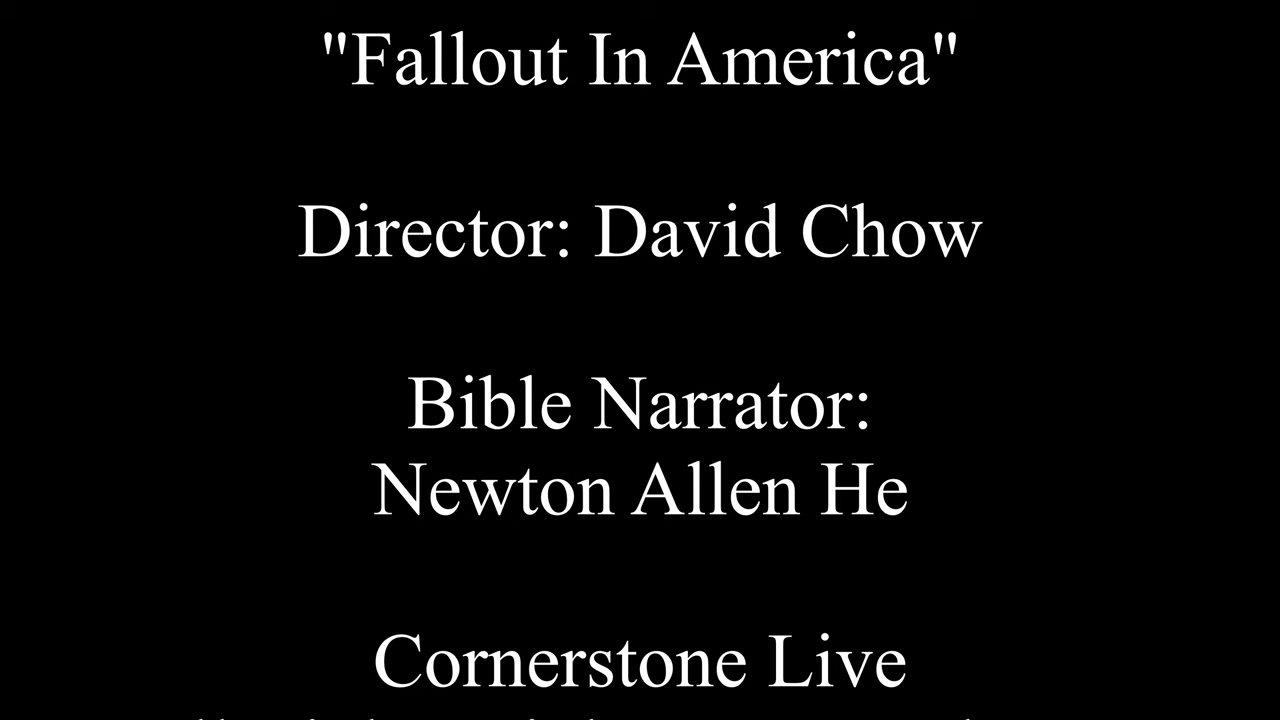 "Fallout In America"
Director: David Chow
Bible Narrator:
Newton Allen He
Cornerstone Live